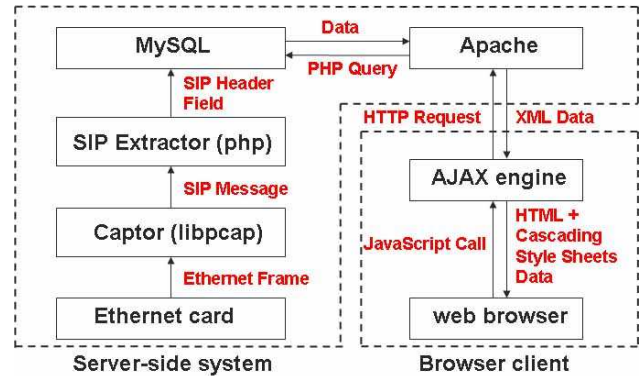 MySQL
Data
PHP Query
Apache
SIP Header
Field
HTTP Request
XML Data
SIP Extractor (php)
SIP Message
AJAX engine
Captor (libpcap)
JavaScript Call
HTML +
Cascading
Style Sheets
Data
Ethernet Frame
Ethernet card
web browser
Server-side system
Browser client